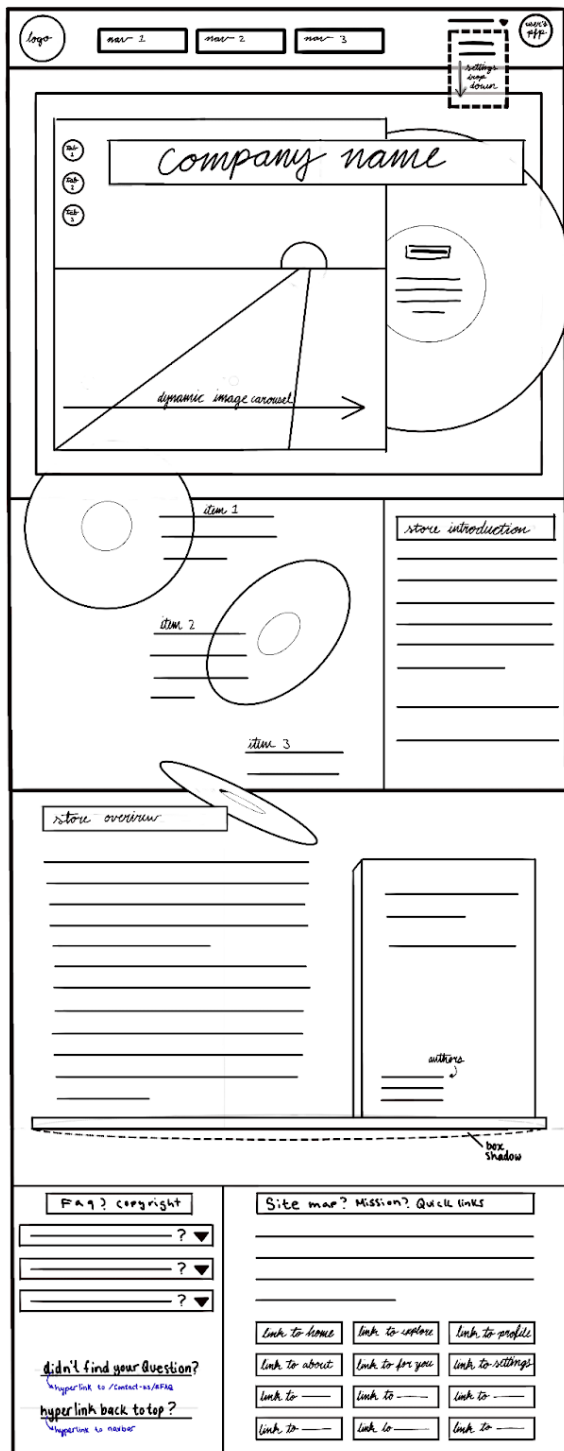 logo
nav 1
nav 2
nav 3
user's
pfp
settings
drop
down
tab
1
tab
2
tab
3
company name
dynamic image carousel
item 1
store introduction
item 2
item 3
store overview
authors
box
shadow
Faq? copyright
Site map? Mission? Quick links
?
?
?
link to home
link to explore
link to profile
link to about
link to for you
link to settings
link to
link to
link to
link to
link to
link to
didn't find your Question?
hyperlink to /contact-us/#FAQ
hyperlink back to top?
hyperlink to navbar